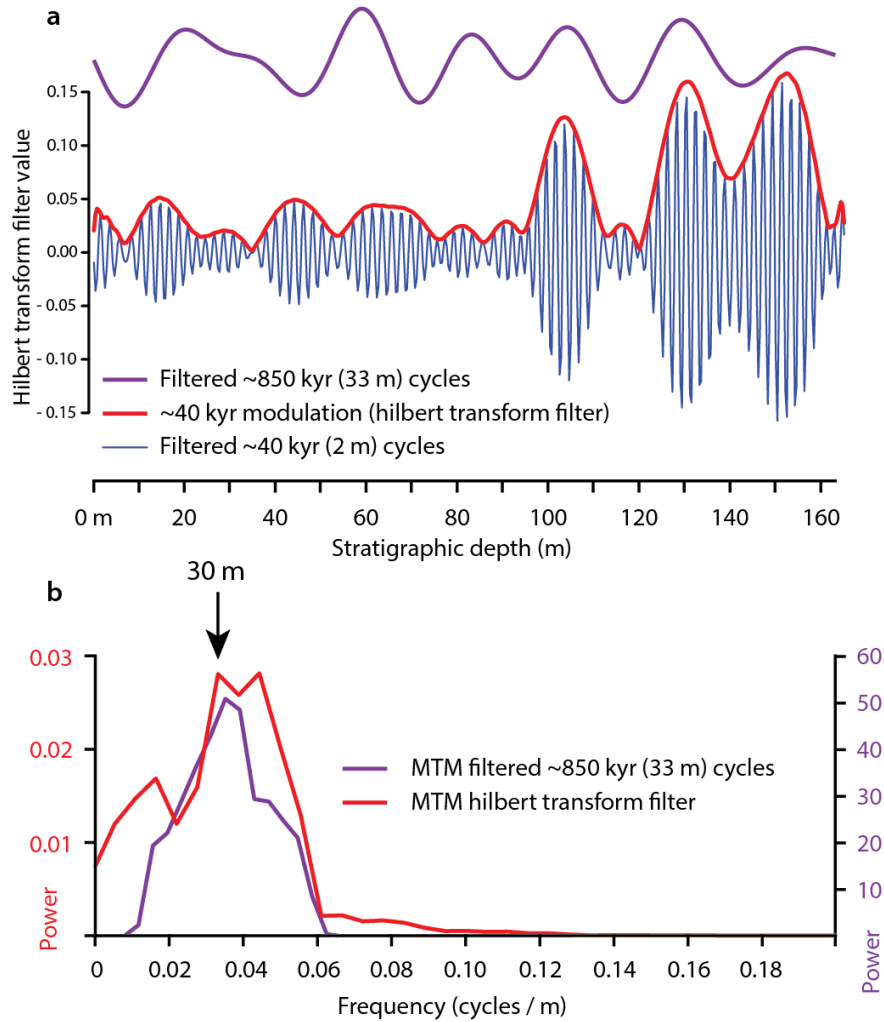 a
0.15
0.10
0.05
0.00
- 0.05
- 0.10
- 0.15
Hilbert transform filter value
Filtered ~850 kyr (33 m) cycles
~40 kyr modulation (hilbert transform filter)
Filtered ~40 kyr (2 m) cycles
0 m 20 40 60 80 100 120 140 160
Stratigraphic depth (m)
b
30 m
0.03
0.02
0.01
Power
60
50
40
30
20
10
Power
MTM filtered ~850 kyr (33 m) cycles
MTM hilbert transform filter
0 0.02 0.04 0.06 0.08 0.10 0.12 0.14 0.16 0.18
Frequency (cycles / m)